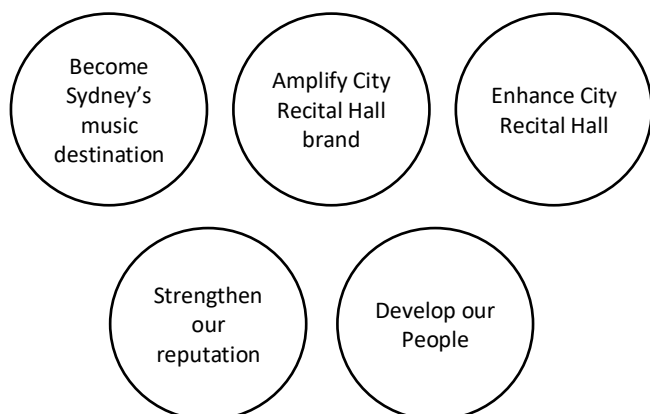 Become
Sydney’s
music
destination
Amplify City
Recital Hall
brand
Enhance City
Recital Hall
Strengthen
our
reputation
Develop our
People